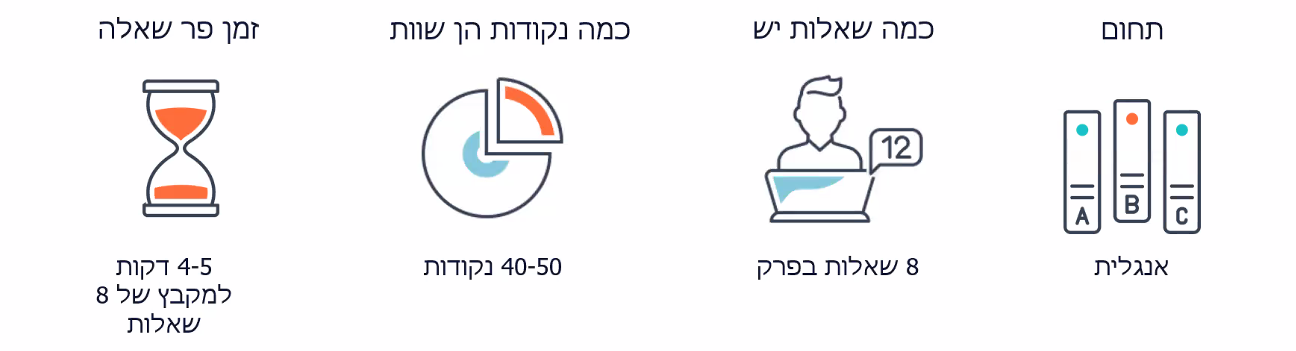 תחום
כמה שאלות יש
כמה נקודות הן שוות
זמן פר שאלה
A
B
C
12
אנגלית
8 שאלות בפרק
40-50 נקודות
4-5 דקות
למקבץ של 8
שאלות